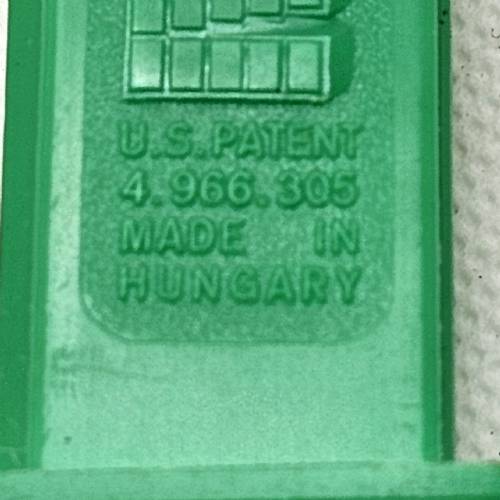 U.S.PATENT
4.966.305
MADE IN
HUNGARY